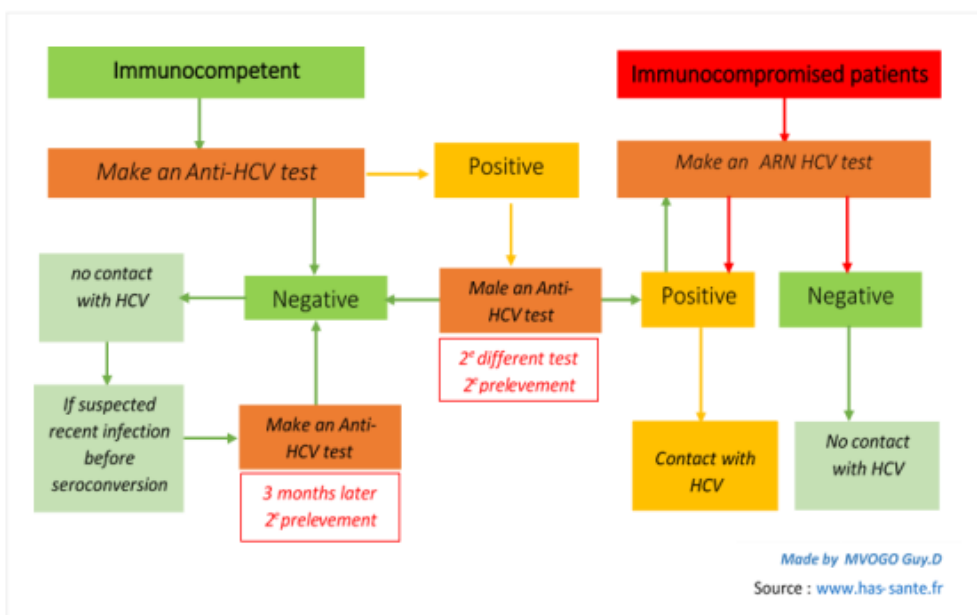 Immunocompetent
Immunocompromised patients
Make an Anti-HCV test
Positive
Make an ARN HCV test
no contact
with HCV
Negative
Male an Anti-
HCV test
Positive
Negative
2e different test
2e prelevement
If suspected
recent infection
before
seroconversion
Make an Anti-
HCV test
3 months later
2e prelevement
Contact with
HCV
No contact
with HCV
Made by MVOGO Guy.D
Source : www.has-sante.fr